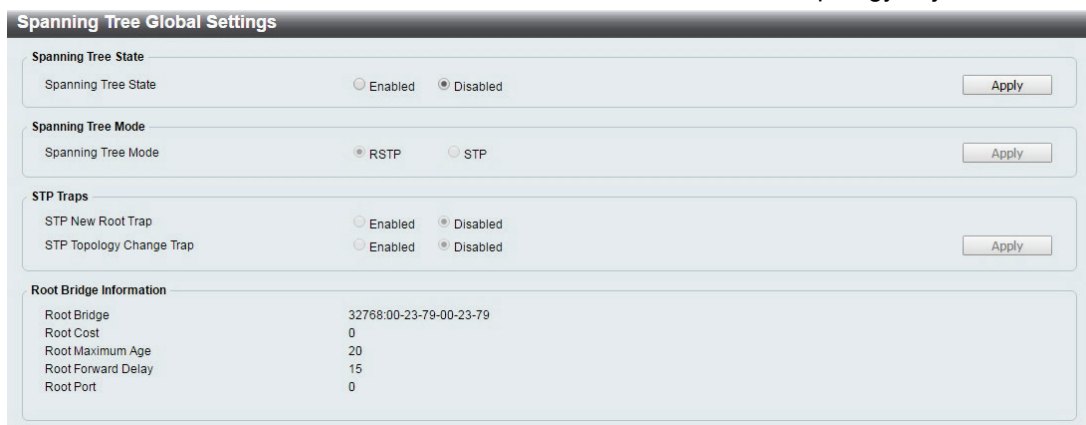 Spanning Tree Global Settings
Spanning Tree State
Spanning Tree State Enabled Disabled Apply
Spanning Tree Mode
Spanning Tree Mode RSTP STP Apply
STP Traps
STP New Root Trap Enabled Disabled
STP Topology Change Trap Enabled Disabled Apply
Root Bridge Information
Root Bridge 32768:00-23-79-00-23-79
Root Cost 0
Root Maximum Age 20
Root Forward Delay 15
Root Port 0